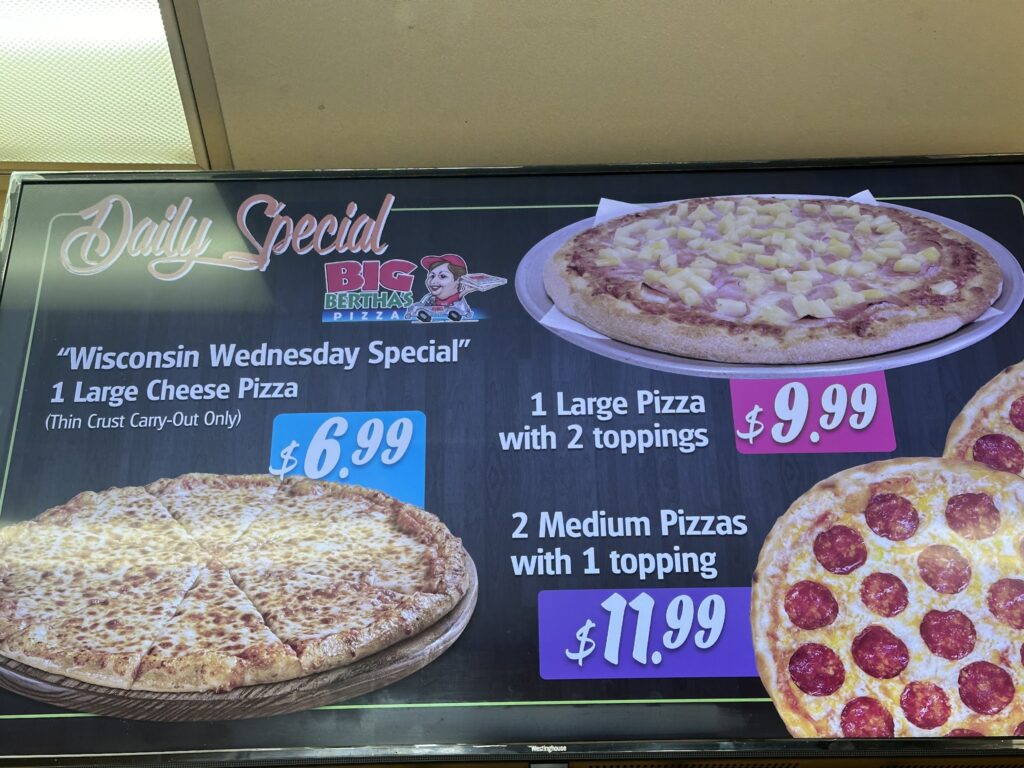 Daily Special
BIG
BERTHAS
PIZZA
"Wisconsin Wednesday Special"
1 Large Cheese Pizza
(Thin Crust Carry-Out Only)
$6.99
1 Large Pizza
with 2 toppings
$9.99
2 Medium Pizzas
with 1 topping
$11.99
Westinghouse